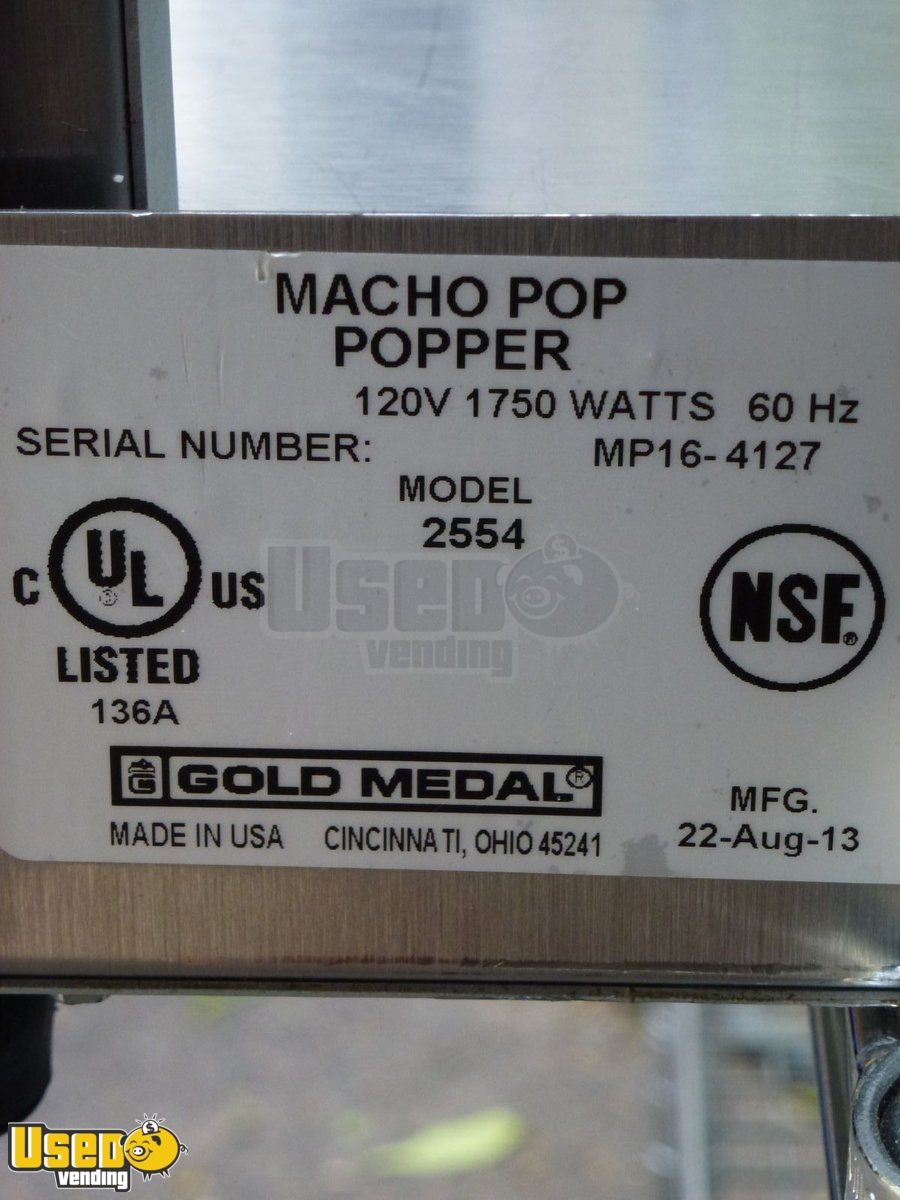 MACHO POP
POPPER
120V 1750 WATTS 60 Hz
SERIAL NUMBER: MP16-4127
MODEL
2554
C UL US
LISTED
136A
NSF®
USED
vending
G GOLD MEDAL®
MADE IN USA CINCINNATI, OHIO 45241
MFG.
22-Aug-13
USED
vending